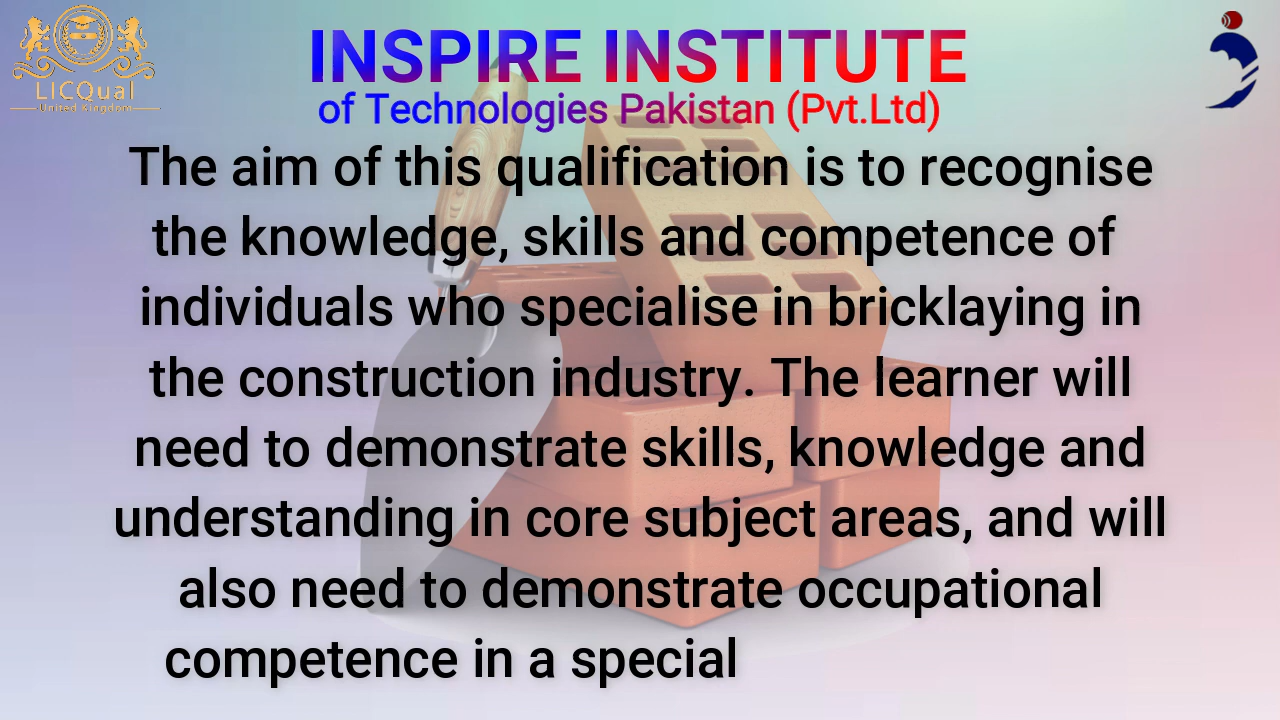 LICQual
United Kingdom
INSPIRE INSTITUTE
of Technologies Pakistan (Pvt.Ltd)
The aim of this qualification is to recognise
the knowledge, skills and competence of
individuals who specialise in bricklaying in
the construction industry. The learner will
need to demonstrate skills, knowledge and
understanding in core subject areas, and will
also need to demonstrate occupational
competence in a special